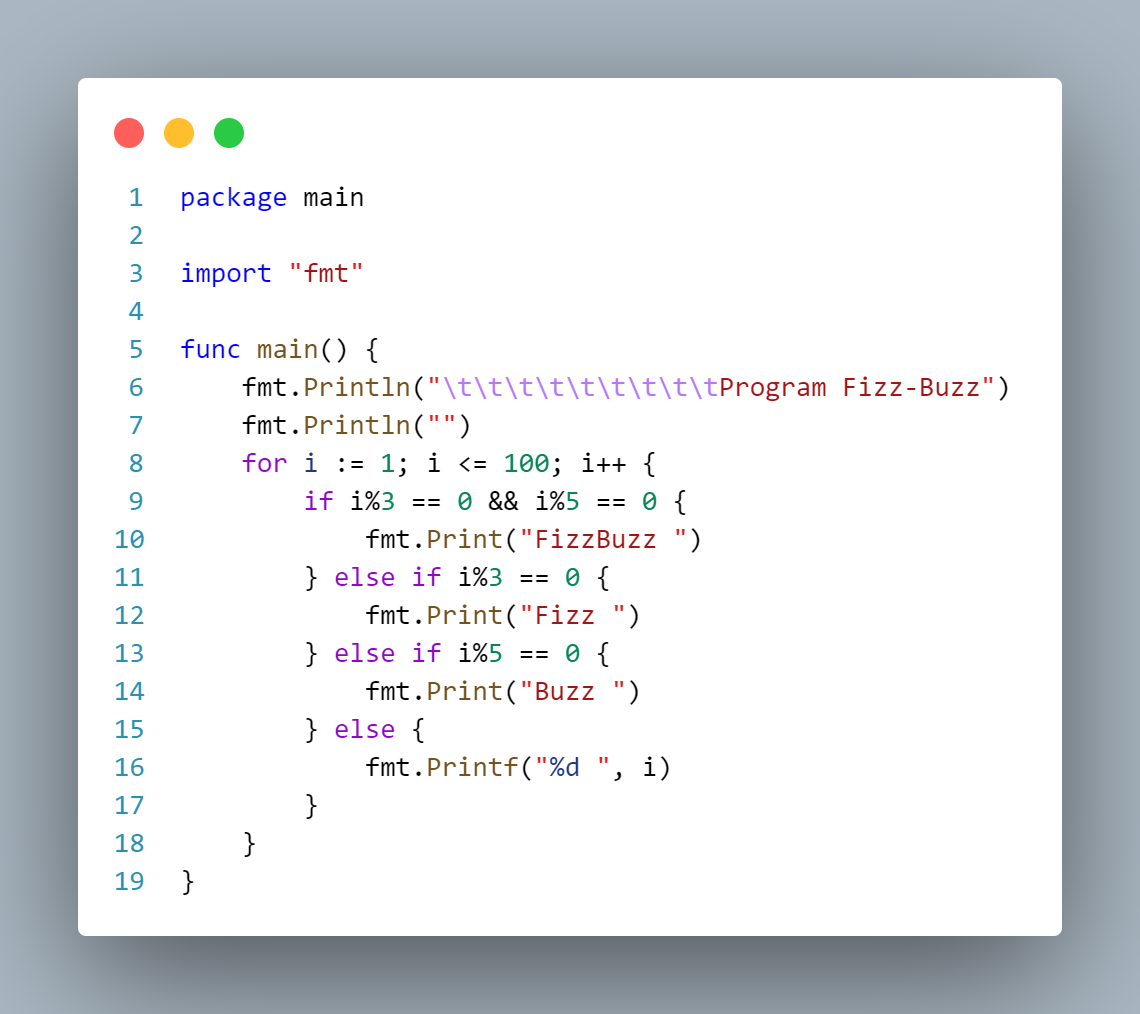 1 package main
2
3 import "fmt"
4
5 func main() {
6     fmt.Println("\t\t\t\t\t\t\t\t\tProgram Fizz-Buzz")
7     fmt.Println("")
8     for i := 1; i <= 100; i++ {
9         if i%3 == 0 && i%5 == 0 {
10             fmt.Print("FizzBuzz ")
11         } else if i%3 == 0 {
12             fmt.Print("Fizz ")
13         } else if i%5 == 0 {
14             fmt.Print("Buzz ")
15         } else {
16             fmt.Printf("%d ", i)
17         }
18     }
19 }